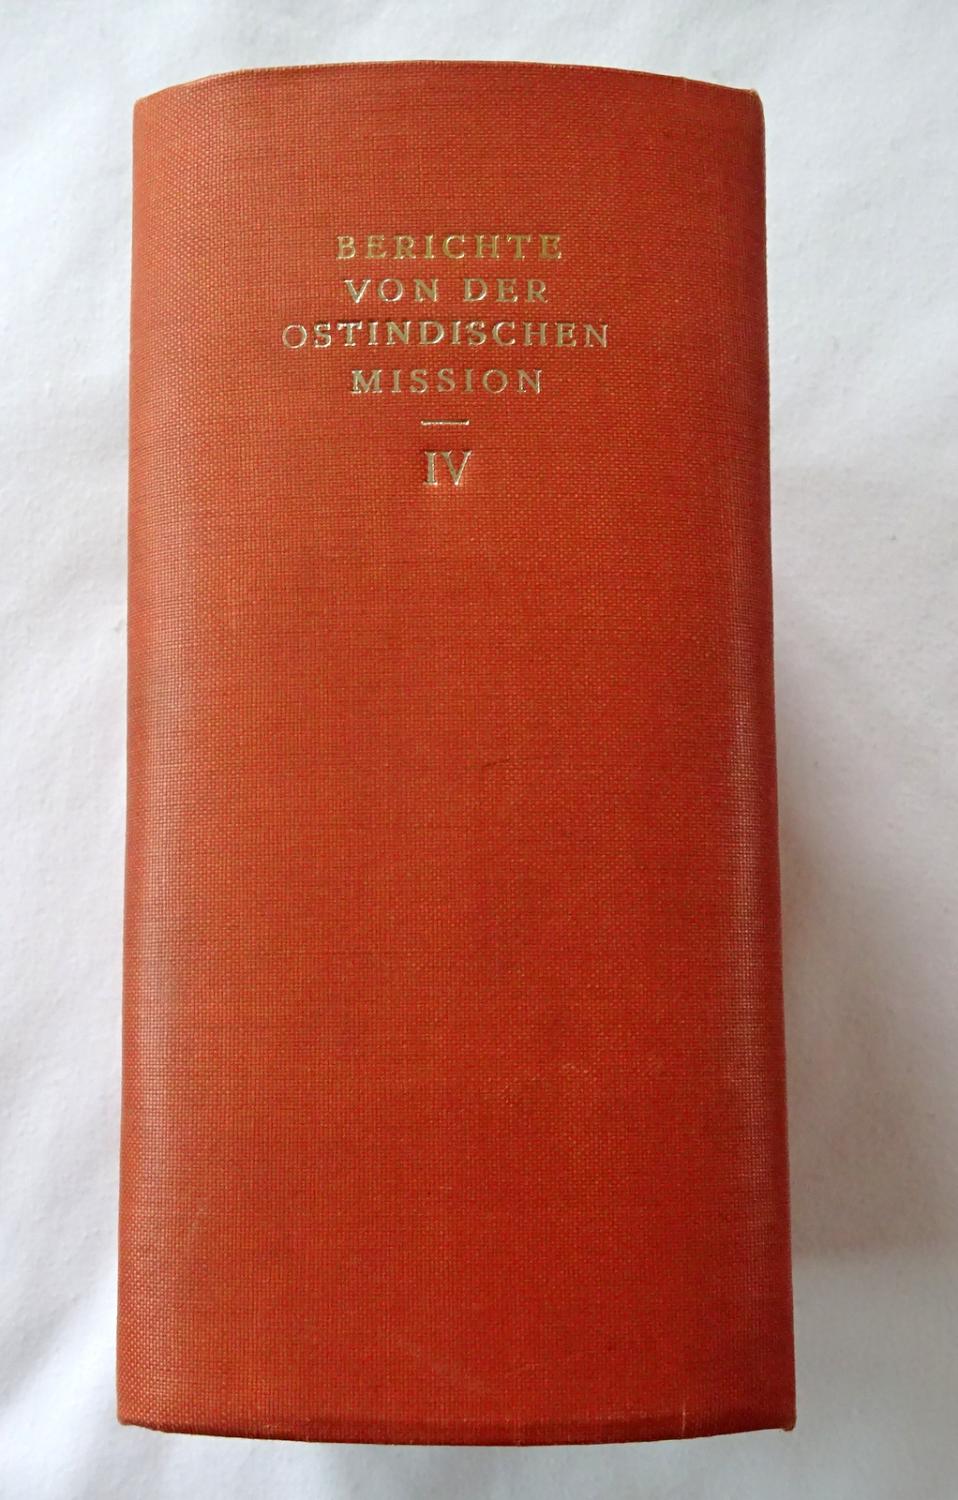 BERICHTE
VON DER
OSTINDISCHEN
MISSION
IV